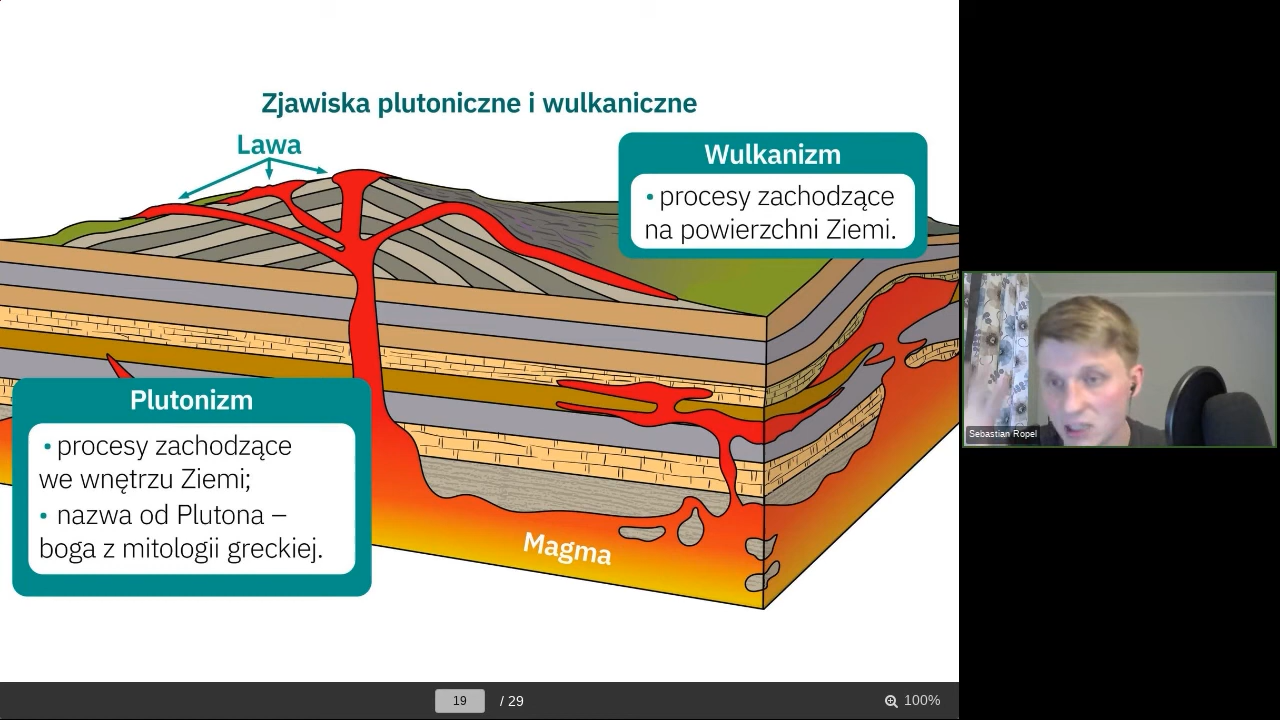 Zjawiska plutoniczne i wulkaniczne
Lawa
Wulkanizm
• procesy zachodzące
na powierzchni Ziemi.
Plutonizm
• procesy zachodzące
we wnętrzu Ziemi;
• nazwa od Plutona –
boga z mitologii greckiej.
Magma
Sebastian Ropel
19 / 29
100%